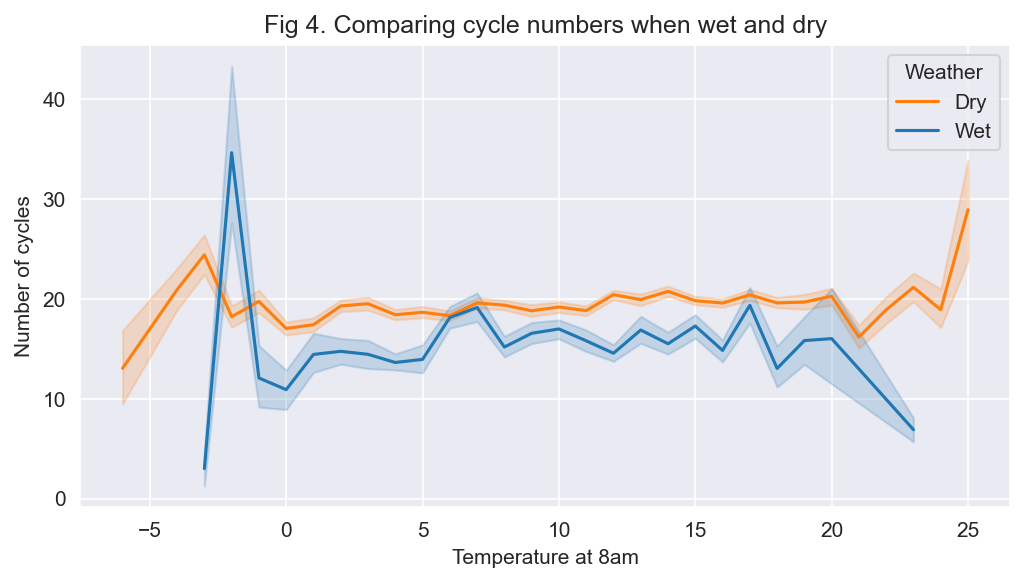 Fig 4. Comparing cycle numbers when wet and dry
Weather
Dry
Wet
Number of cycles
40
30
20
10
0
−5
0
5
10
15
20
25
Temperature at 8am